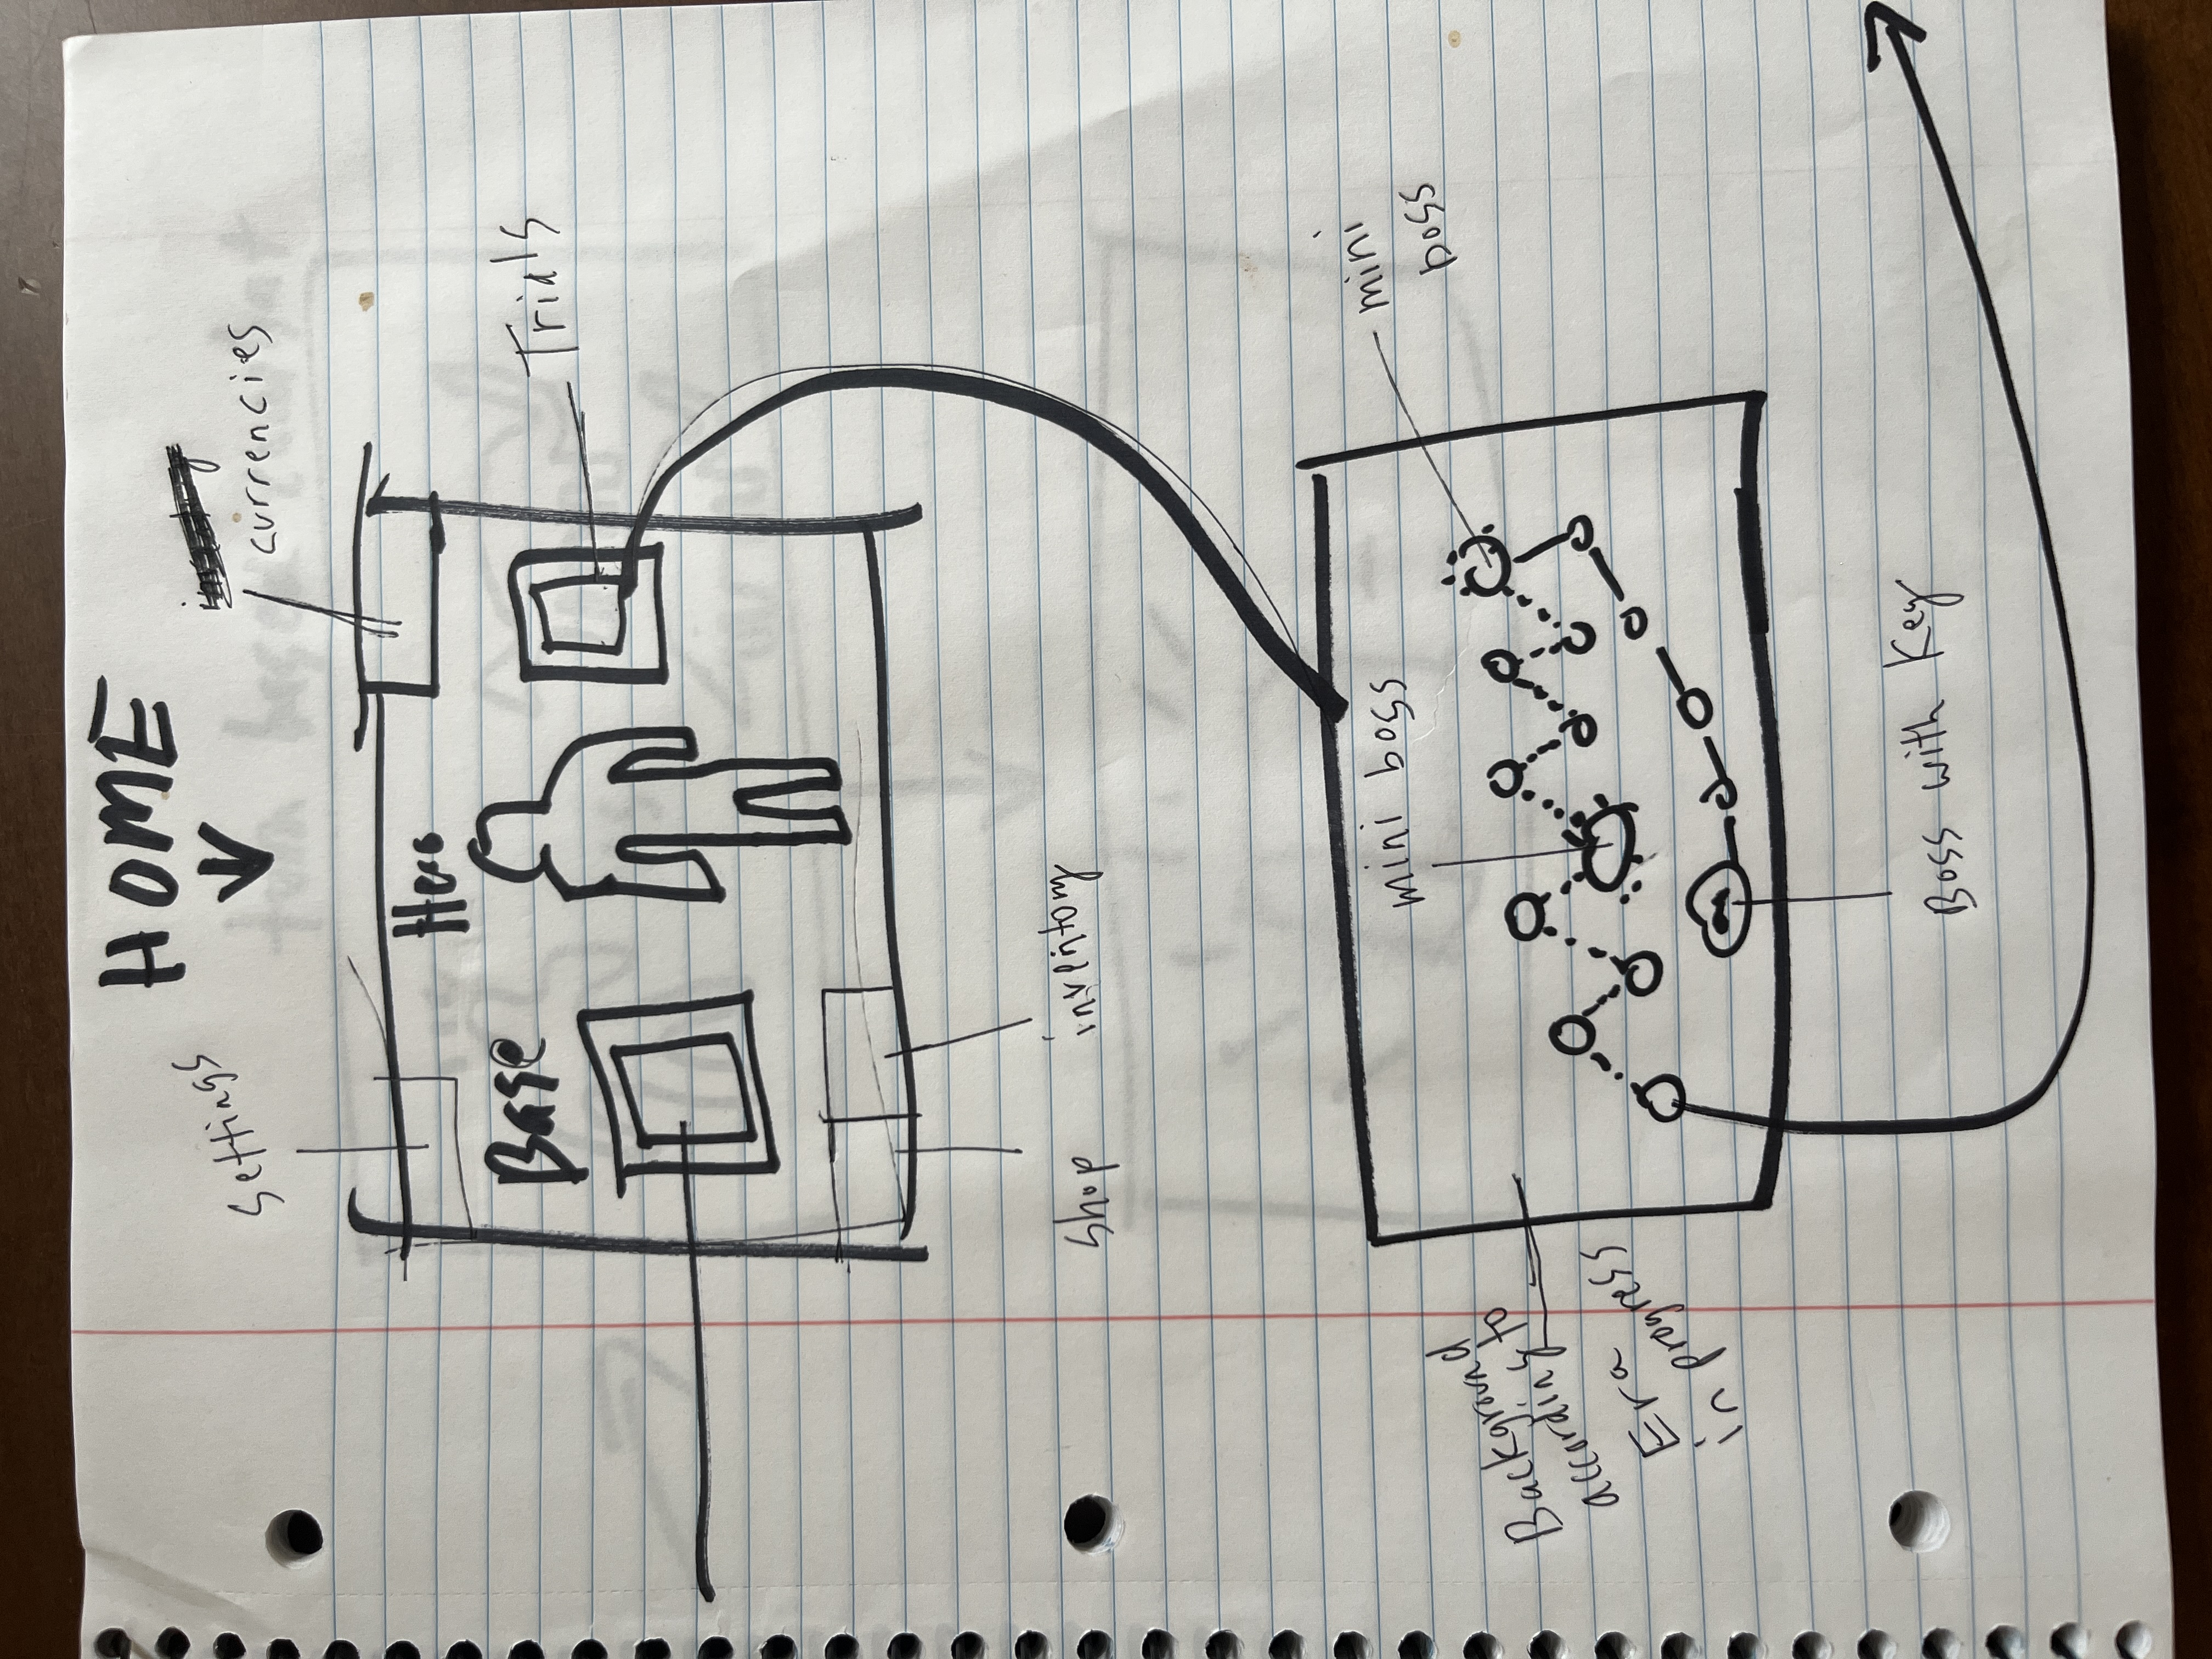 HOME
settings
currencies
Hero
Base
Trials
shop
invintory
mini boss
mini
boss
Background
according to
Era
in progress
Boss with Key